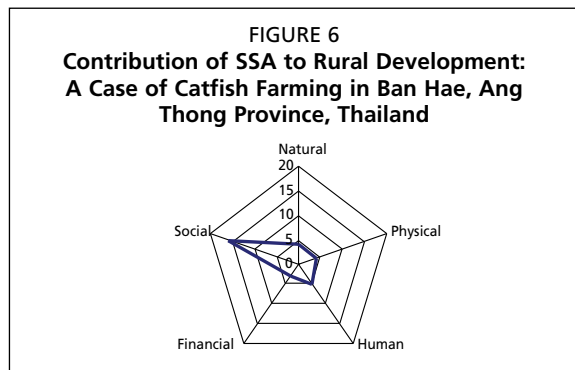 FIGURE 6
Contribution of SSA to Rural Development:
A Case of Catfish Farming in Ban Hae, Ang
Thong Province, Thailand
Natural
20
15
10
5
0
Social
Physical
Financial
Human